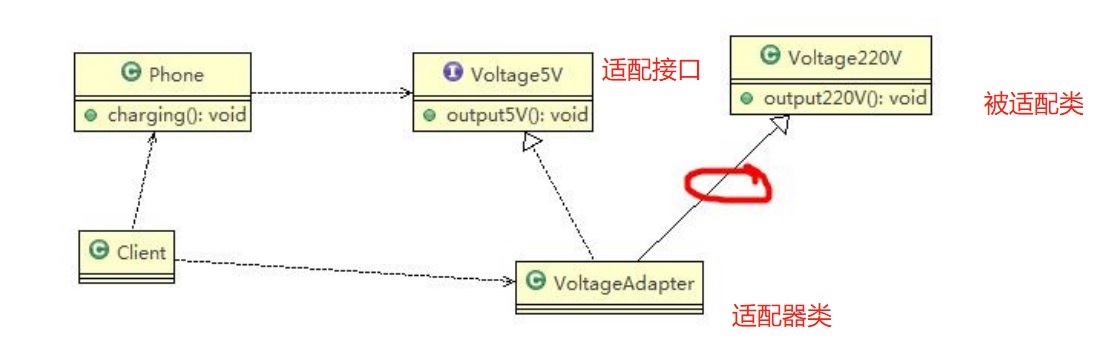 C Phone
charging(): void
I Voltage5V
output5V(): void
适配接口
C Voltage220V
output220V(): void
被适配类
C Client
C VoltageAdapter
适配器类